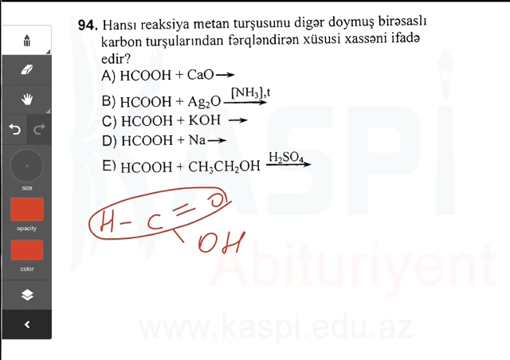 94. Hansı reaksiya metan turşusunu digər doymuş birəsaslı
karbon turşularından fərqləndirən xüsusi xassəni ifadə
edir?
A) HCOOH + CaO→
B) HCOOH + Ag₂O [NH₃],t→
C) HCOOH + KOH →
D) HCOOH + Na→
E) HCOOH + CH₃CH₂OH H₂SO₄→
H - C = O
OH
size
opacity
color
KASPI
Abituriyent
www.kaspi.edu.az